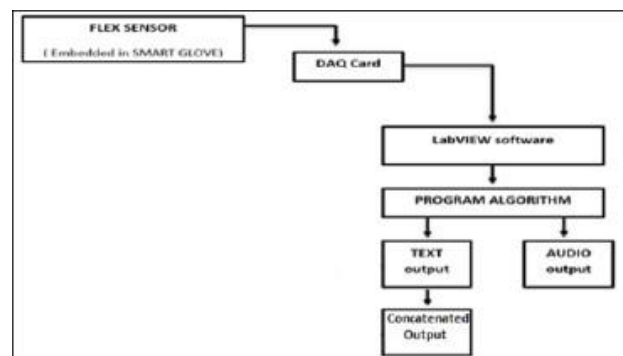 FLEX SENSOR
( Embedded in SMART GLOVE)
DAQ Card
LabVIEW software
PROGRAM ALGORITHM
TEXT
output
AUDIO
output
Concatenated
Output